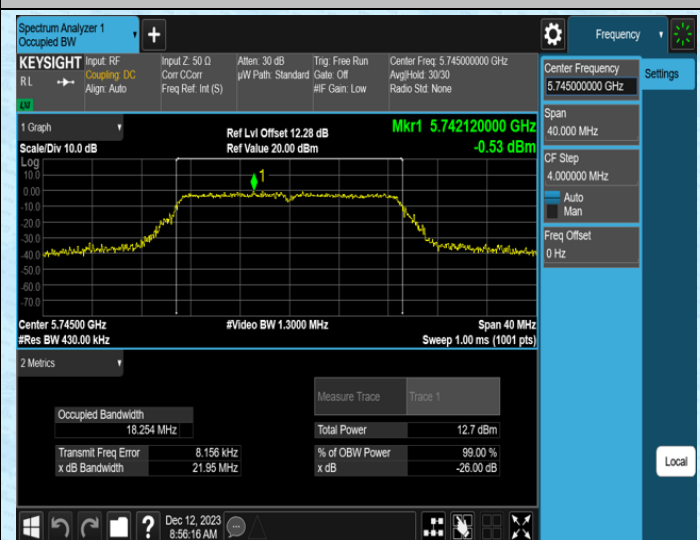 Spectrum Analyzer 1
Occupied BW
Frequency
KEYSIGHT
RL
Input: RF
Coupling: DC
Align: Auto
Input Z: 50 Ω
Corr CCorr
Freq Ref: Int (S)
Atten: 30 dB
µW Path: Standard
Trig: Free Run
Gate: Off
#IF Gain: Low
Center Freq: 5.745000000 GHz
Avg|Hold: 30/30
Radio Std: None
Center Frequency
5.745000000 GHz
Settings
Span
40.000 MHz
CF Step
4.000000 MHz
Auto
Man
Freq Offset
0 Hz
1 Graph
Scale/Div 10.0 dB
Ref Lvl Offset 12.28 dB
Ref Value 20.00 dBm
Mkr1 5.742120000 GHz
-0.53 dBm
Log
10.0
0.00
-10.0
-20.0
-30.0
-40.0
-50.0
-60.0
-70.0
1
Center 5.74500 GHz
#Res BW 430.00 kHz
#Video BW 1.3000 MHz
Span 40 MHz
Sweep 1.00 ms (1001 pts)
2 Metrics
Measure Trace
Trace 1
Occupied Bandwidth
18.254 MHz
Total Power
12.7 dBm
Transmit Freq Error
8.156 kHz
% of OBW Power
99.00 %
x dB Bandwidth
21.95 MHz
x dB
-26.00 dB
Local
?
Dec 12, 2023
8:56:16 AM